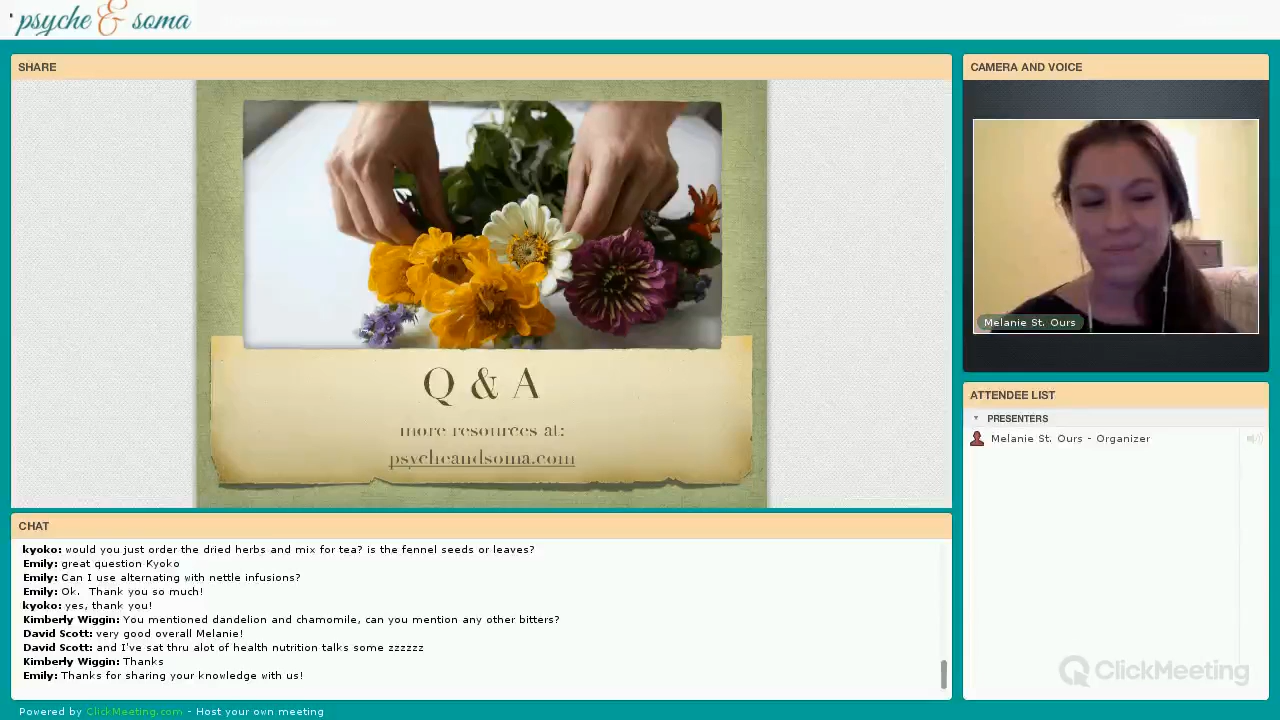 psyche & soma
SHARE
CAMERA AND VOICE
Melanie St. Ours
Q & A
more resources at:
psycheandsoma.com
ATTENDEE LIST
PRESENTERS
Melanie St. Ours - Organizer
CHAT
kyoko: would you just order the dried herbs and mix for tea? is the fennel seeds or leaves?
Emily: great question Kyoko
Emily: Can I use alternating with nettle infusions?
Emily: Ok.  Thank you so much!
kyoko: yes, thank you!
Kimberly Wiggin: You mentioned dandelion and chamomile, can you mention any other bitters?
David Scott: very good overall Melanie!
David Scott: and I've sat thru alot of health nutrition talks some zzzzzz
Kimberly Wiggin: Thanks
Emily: Thanks for sharing your knowledge with us!
ClickMeeting
Powered by ClickMeeting.com - Host your own meeting